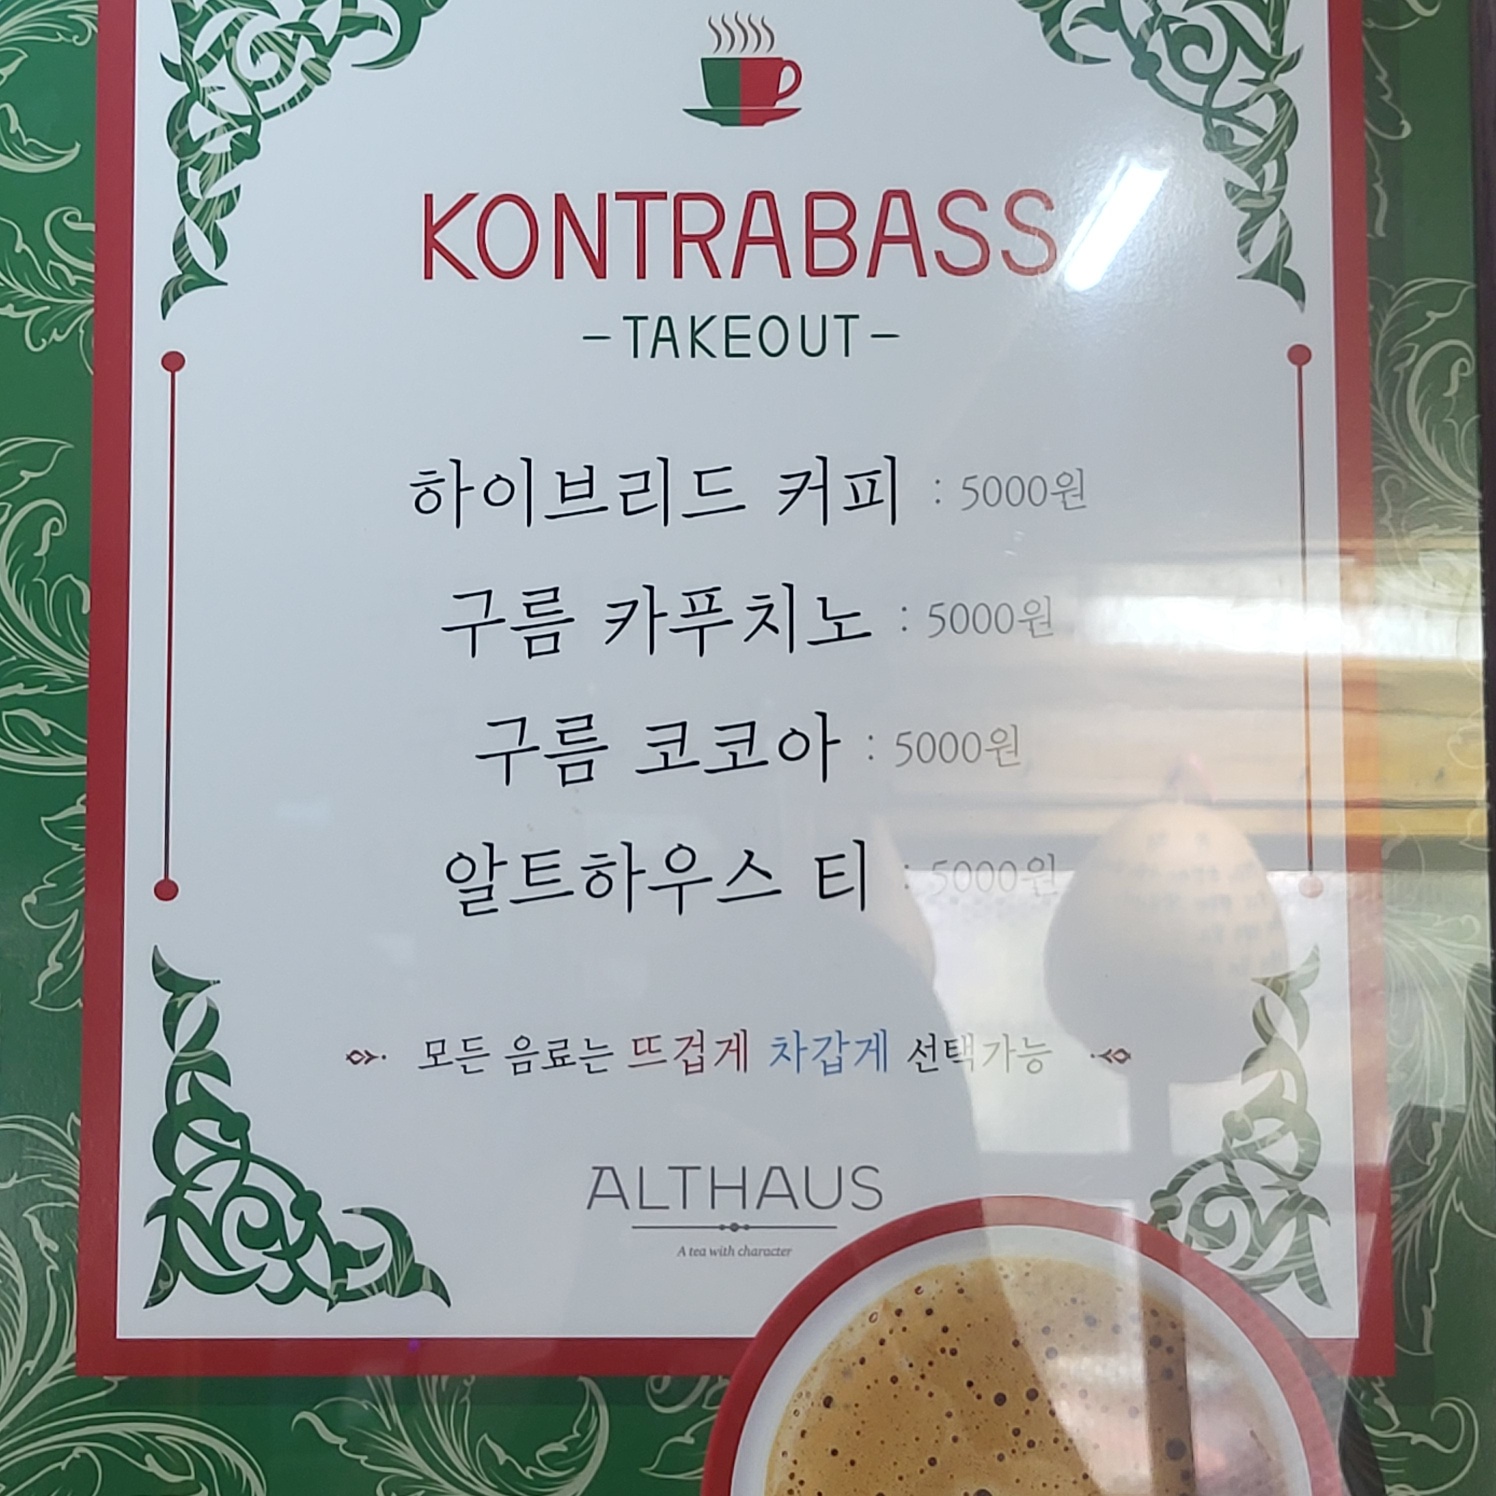 KONTRABASS
-TAKEOUT-
하이브리드 커피 : 5000원
구름 카푸치노 : 5000원
구름 코코아 : 5000원
알트하우스 티 : 5000원
모든 음료는 뜨겁게 차갑게 선택가능
ALTHAUS
A tea with character